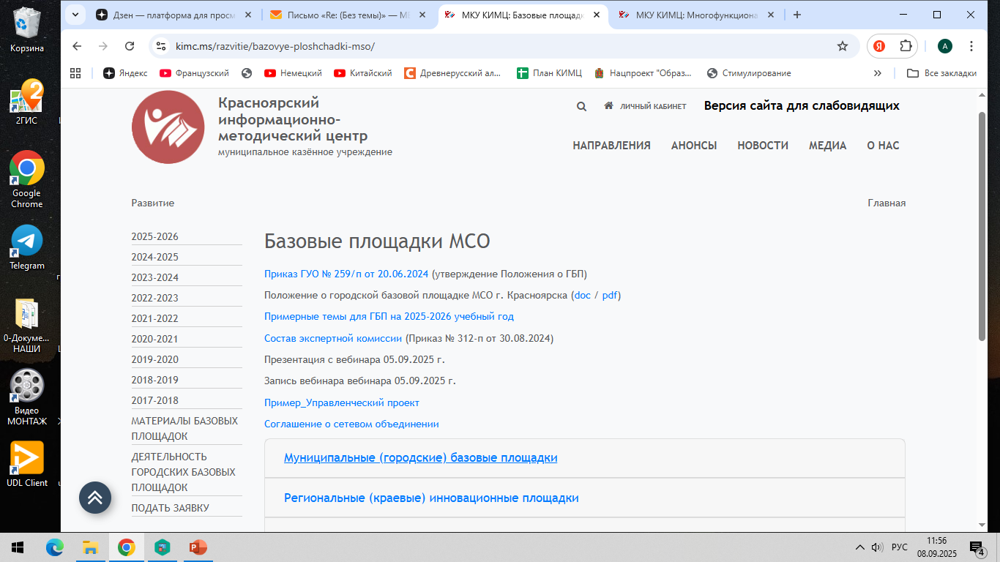 Корзина
2ГИС
Google
Chrome
Telegram
0-Докуме...
НАШИ
Видео
МОНТАЖ
UDL Client
Дзен — платформа для просм
Письмо «Re: (Без темы)» — М
МКУ КИМЦ: Базовые площадк
МКУ КИМЦ: Многофункциона
kimc.ms/razvitie/bazovye-ploshchadki-mso/
Я
A
Яндекс
Французский
Немецкий
Китайский
Древнерусский ал...
План КИМЦ
Нацпроект "Образ...
Стимулирование
Все закладки
Красноярский
информационно-
методический центр
муниципальное казённое учреждение
ЛИЧНЫЙ КАБИНЕТ
Версия сайта для слабовидящих
НАПРАВЛЕНИЯ АНОНСЫ НОВОСТИ МЕДИА О НАС
Развитие
Главная
2025-2026
2024-2025
2023-2024
2022-2023
2021-2022
2020-2021
2019-2020
2018-2019
2017-2018
МАТЕРИАЛЫ БАЗОВЫХ
ПЛОЩАДОК
ДЕЯТЕЛЬНОСТЬ
ГОРОДСКИХ БАЗОВЫХ
ПЛОЩАДОК
ПОДАТЬ ЗАЯВКУ
Базовые площадки МСО
Приказ ГУО № 259/п от 20.06.2024 (утверждение Положения о ГБП)
Положение о городской базовой площадке МСО г. Красноярска (doc / pdf)
Примерные темы для ГБП на 2025-2026 учебный год
Состав экспертной комиссии (Приказ № 312-п от 30.08.2024)
Презентация с вебинара 05.09.2025 г.
Запись вебинара вебинара 05.09.2025 г.
Пример_Управленческий проект
Соглашение о сетевом объединении
Муниципальные (городские) базовые площадки
Региональные (краевые) инновационные площадки
РУС
11:56
08.09.2025
4